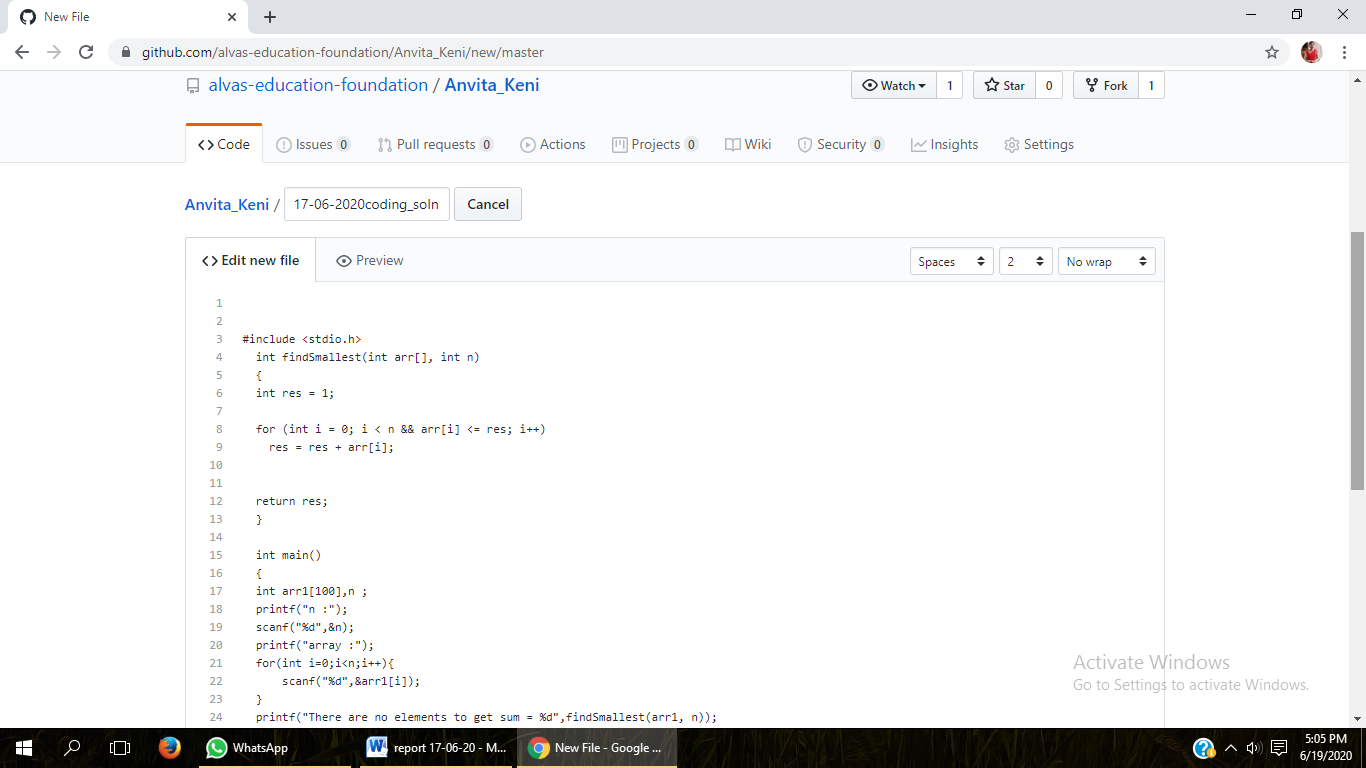 New File
github.com/alvas-education-foundation/Anvita_Keni/new/master
alvas-education-foundation / Anvita_Keni
Watch 1 Star 0 Fork 1
Code Issues 0 Pull requests 0 Actions Projects 0 Wiki Security 0 Insights Settings
Anvita_Keni / 17-06-2020coding_soln Cancel
Edit new file Preview Spaces 2 No wrap
1
2
3 #include <stdio.h>
4 int findSmallest(int arr[], int n)
5 {
6 int res = 1;
7
8 for (int i = 0; i < n && arr[i] <= res; i++)
9 res = res + arr[i];
10
11
12 return res;
13 }
14
15 int main()
16 {
17 int arr1[100],n ;
18 printf("n :");
19 scanf("%d",&n);
20 printf("array :");
21 for(int i=0;i<n;i++){
22 scanf("%d",&arr1[i]);
23 }
24 printf("There are no elements to get sum = %d",findSmallest(arr1, n));
Activate Windows
Go to Settings to activate Windows.
WhatsApp report 17-06-20 - M... New File - Google ... 5:05 PM
6/19/2020